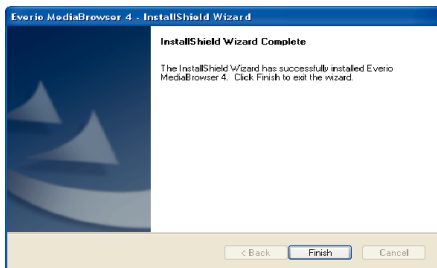 Everio MediaBrowser 4 - InstallShield Wizard
InstallShield Wizard Complete
The InstallShield Wizard has successfully installed Everio
MediaBrowser 4. Click Finish to exit the wizard.
< Back
Finish
Cancel